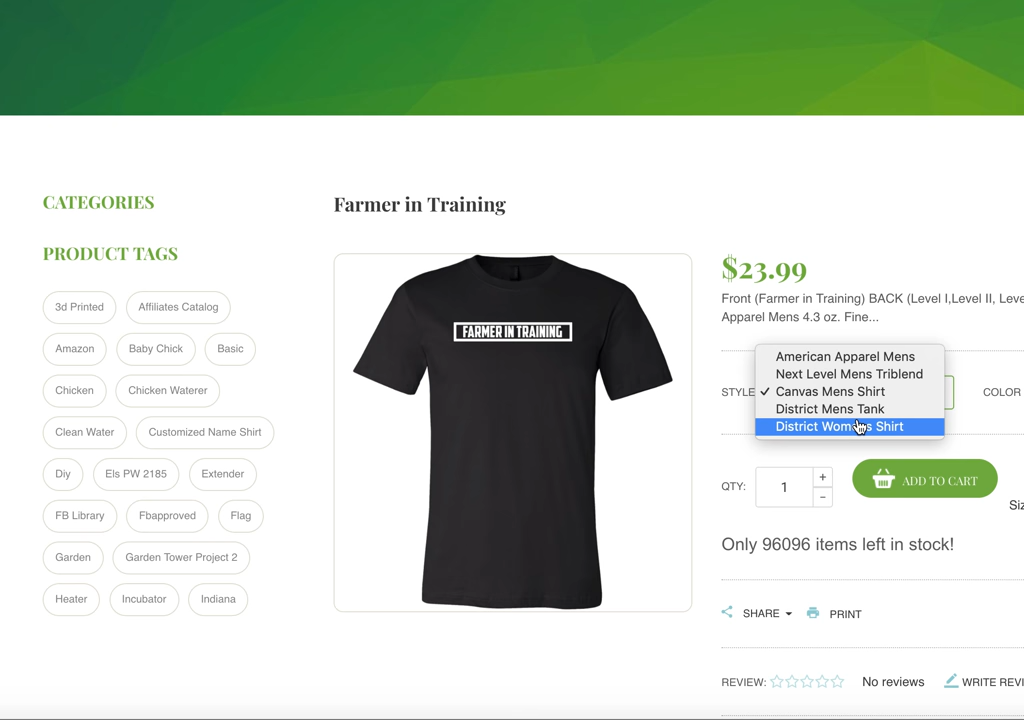 CATEGORIES
PRODUCT TAGS
3d Printed
Affiliates Catalog
Amazon
Baby Chick
Basic
Chicken
Chicken Waterer
Clean Water
Customized Name Shirt
Diy
Els PW 2185
Extender
FB Library
Fbapproved
Flag
Garden
Garden Tower Project 2
Heater
Incubator
Indiana
Farmer in Training
FARMER IN TRAINING
$23.99
Front (Farmer in Training) BACK (Level I,Level II, Leve
Apparel Mens 4.3 oz. Fine...
STYLE
American Apparel Mens
Next Level Mens Triblend
✓ Canvas Mens Shirt
District Mens Tank
District Womens Shirt
COLOR
QTY:
1
+
−
ADD TO CART
Siz
Only 96096 items left in stock!
SHARE
PRINT
REVIEW:
No reviews
WRITE REVI